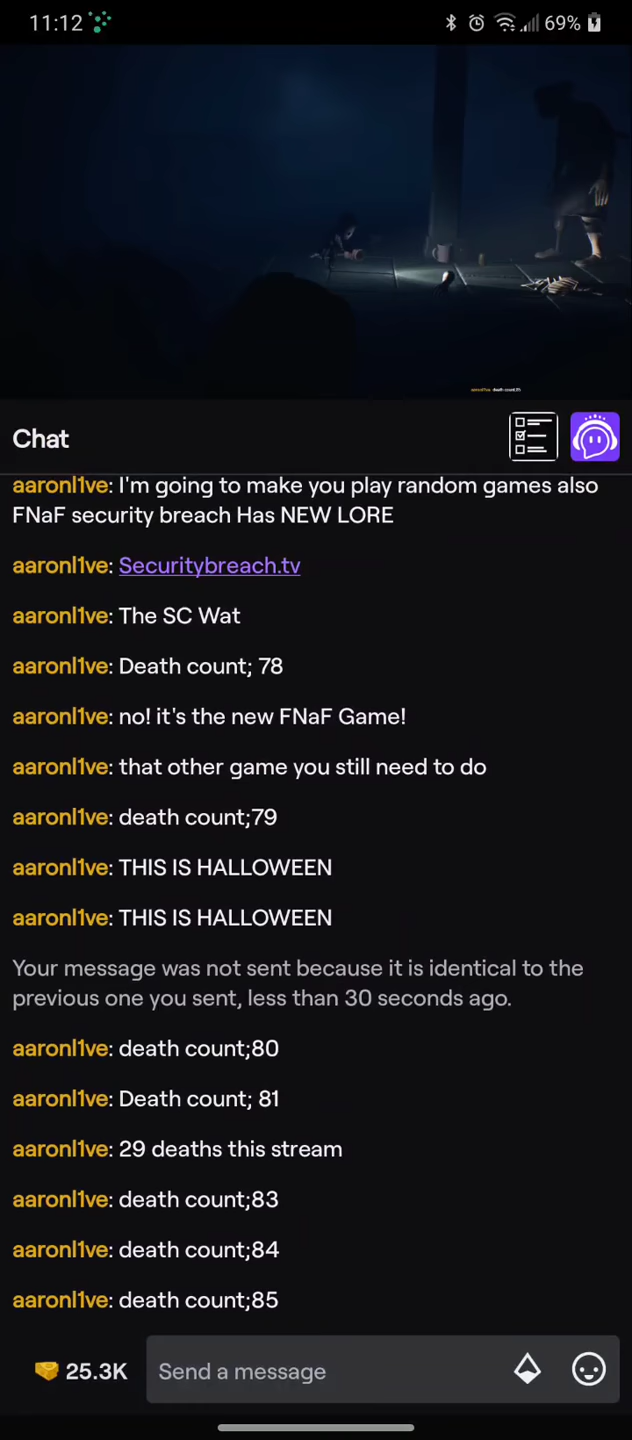 11:12
69%
aaronl1ve: death count;85
Chat
aaronl1ve: I'm going to make you play random games also
FNaF security breach Has NEW LORE
aaronl1ve: Securitybreach.tv
aaronl1ve: The SC Wat
aaronl1ve: Death count; 78
aaronl1ve: no! it's the new FNaF Game!
aaronl1ve: that other game you still need to do
aaronl1ve: death count;79
aaronl1ve: THIS IS HALLOWEEN
aaronl1ve: THIS IS HALLOWEEN
Your message was not sent because it is identical to the
previous one you sent, less than 30 seconds ago.
aaronl1ve: death count;80
aaronl1ve: Death count; 81
aaronl1ve: 29 deaths this stream
aaronl1ve: death count;83
aaronl1ve: death count;84
aaronl1ve: death count;85
25.3K
Send a message